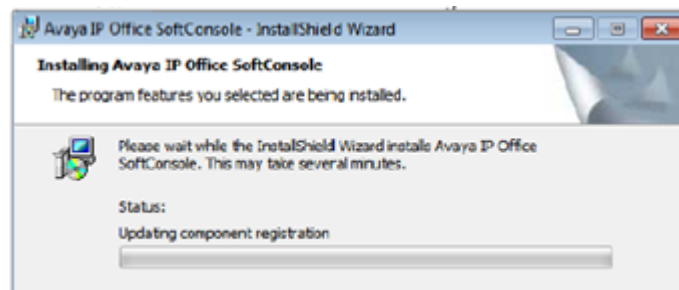 Avaya IP Office SoftConsole - InstallShield Wizard
Installing Avaya IP Office SoftConsole
The program features you selected are being installed.
Please wait while the InstallShield Wizard installs Avaya IP Office
SoftConsole. This may take several minutes.
Status:
Updating component registration